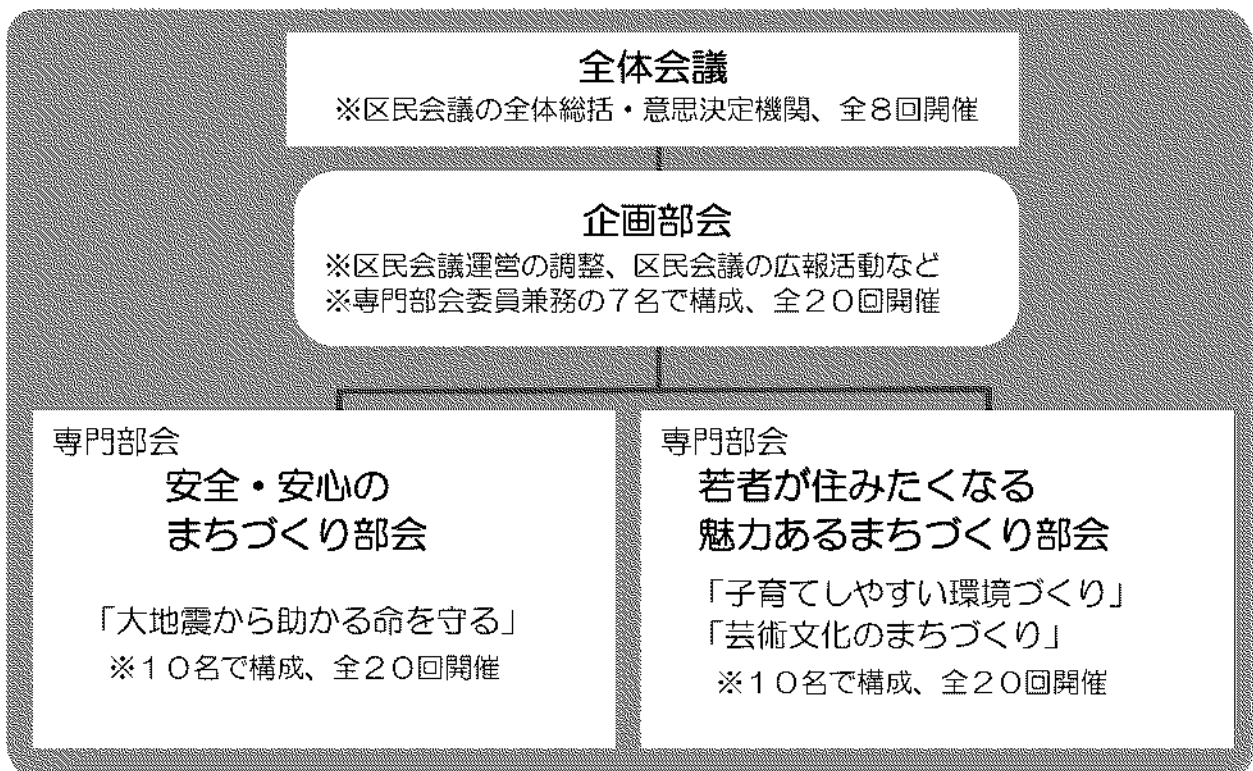 全体会議
※区民会議の全体総括・意思決定機関、全８回開催
企画部会
※区民会議運営の調整、区民会議の広報活動など
※専門部会委員兼務の７名で構成、全２０回開催
専門部会
安全・安心の
まちづくり部会
「大地震から助かる命を守る」
※１０名で構成、全２０回開催
専門部会
若者が住みたくなる
魅力あるまちづくり部会
「子育てしやすい環境づくり」
「芸術文化のまちづくり」
※１０名で構成、全２０回開催